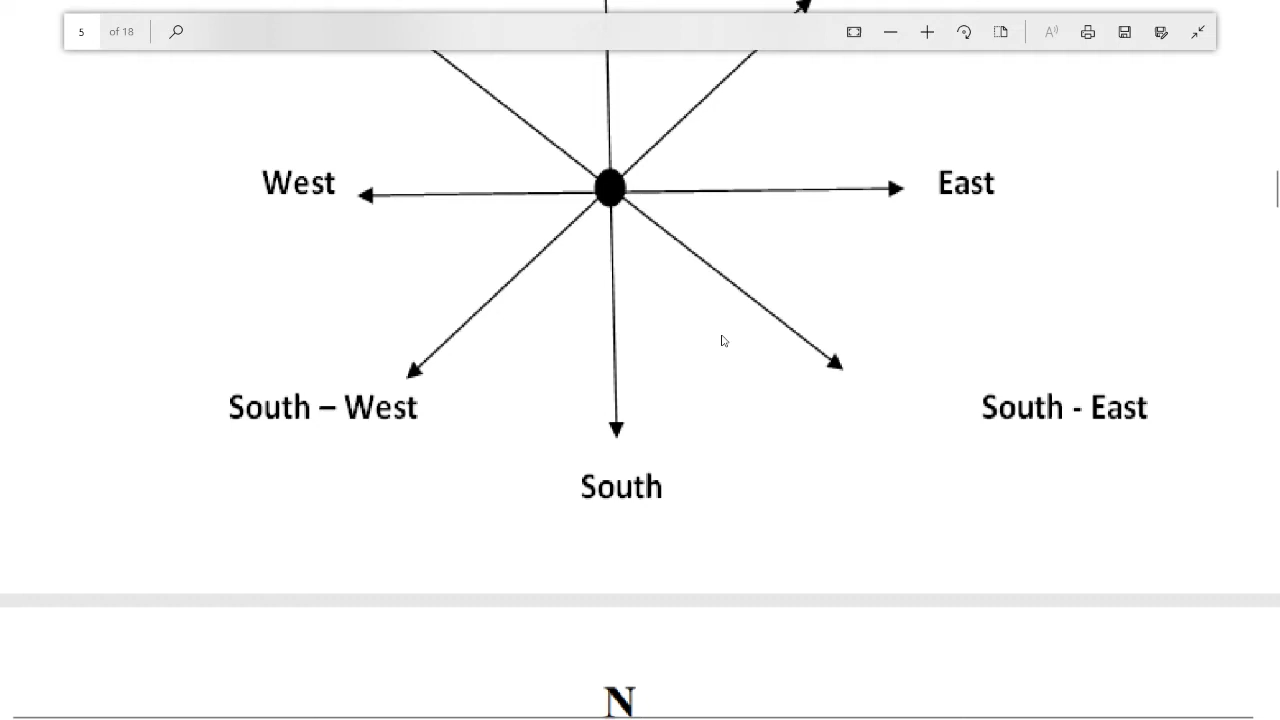 5 of 18
West
East
South – West
South - East
South
N